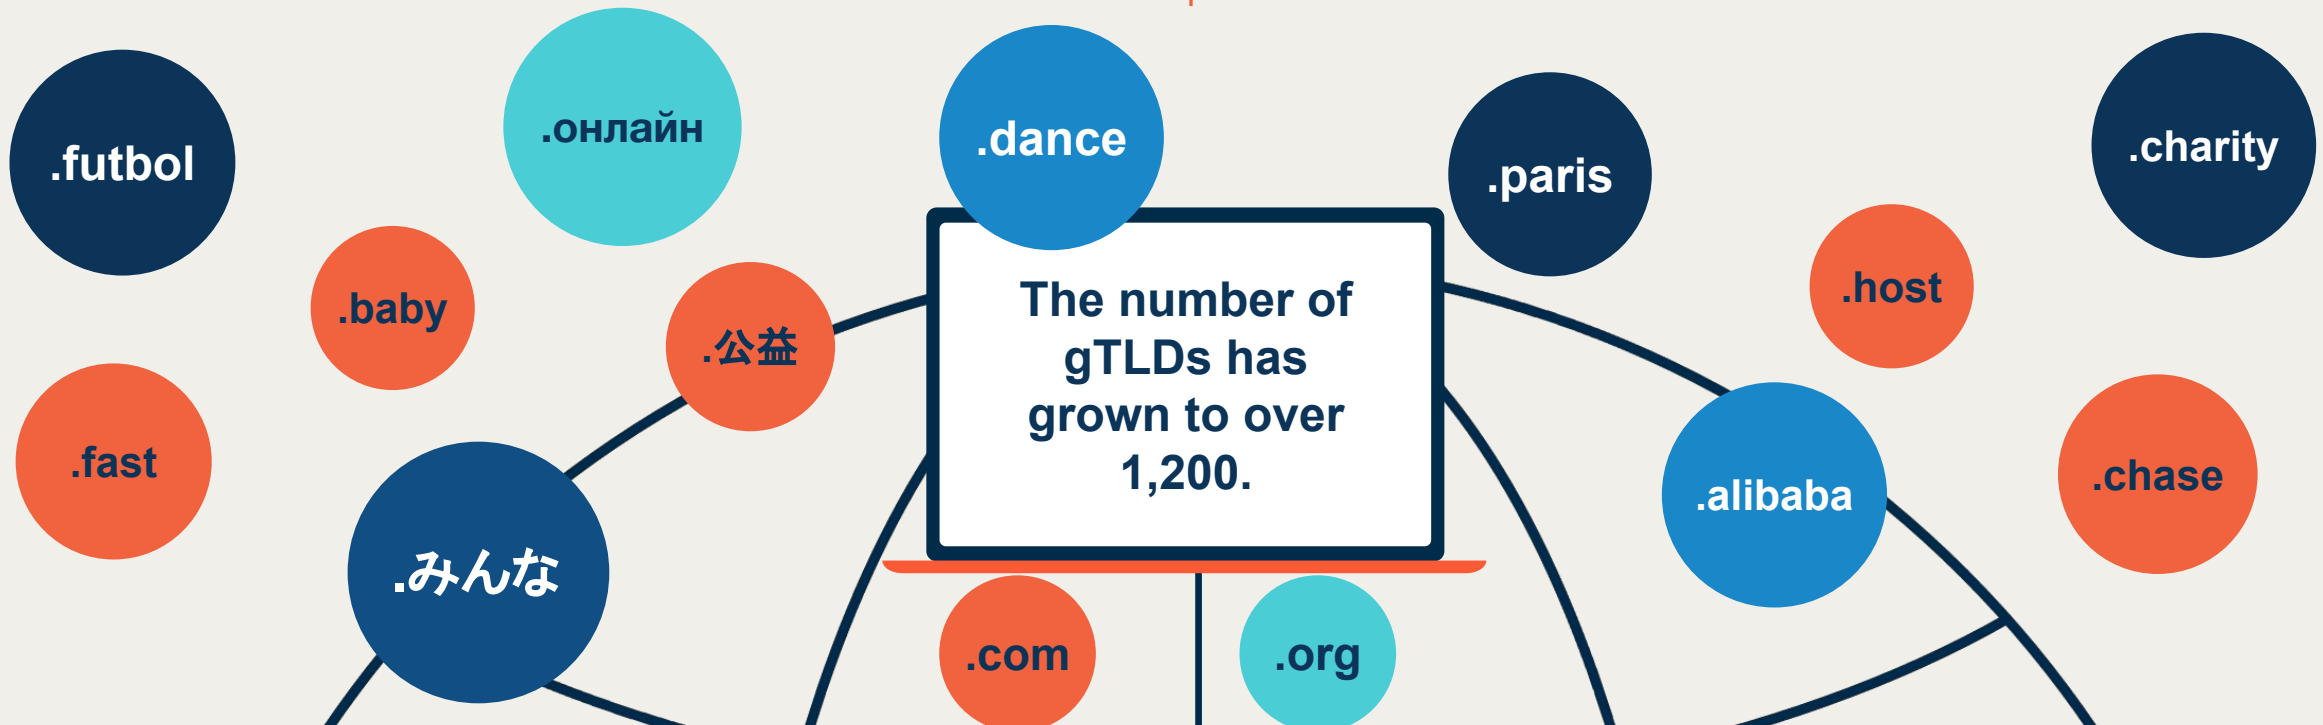 .futbol
.онлайн
.dance
.paris
.charity
.baby
.公益
The number of
gTLDs has
grown to over
1,200.
.host
.fast
.みんな
.alibaba
.chase
.com
.org